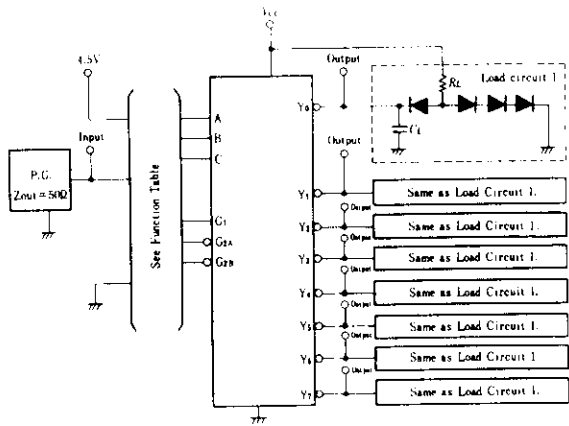 Vcc
4.5V
Output
Load circuit 1
RL
CL
Input
P.G.
Zout=50Ω
See Function Table
A
B
C
G1
G2A
G2B
Y0
Output
Y1
Same as Load Circuit 1.
Output
Y2
Same as Load Circuit 1.
Output
Y3
Same as Load Circuit 1.
Output
Y4
Same as Load Circuit 1.
Output
Y5
Same as Load Circuit 1.
Output
Y6
Same as Load Circuit 1
Output
Y7
Same as Load Circuit 1.